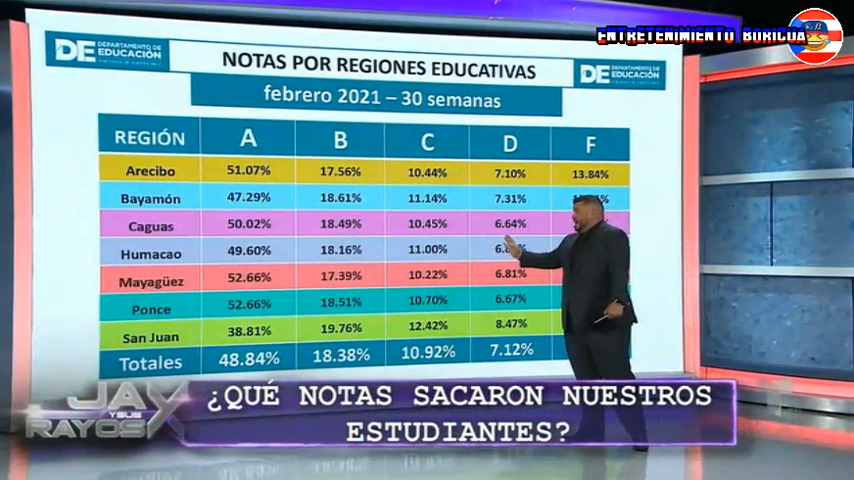 ENTRETENIMIENTO BORICUA
DE DEPARTAMENTO DE EDUCACIÓN
NOTAS POR REGIONES EDUCATIVAS
DE DEPARTAMENTO DE EDUCACIÓN
febrero 2021 – 30 semanas
REGIÓN A B C D F
Arecibo 51.07% 17.56% 10.44% 7.10% 13.84%
Bayamón 47.29% 18.61% 11.14% 7.31%
Caguas 50.02% 18.49% 10.45% 6.64%
Humacao 49.60% 18.16% 11.00%
Mayagüez 52.66% 17.39% 10.22% 6.81%
Ponce 52.66% 18.51% 10.70% 6.67%
San Juan 38.81% 19.76% 12.42% 8.47%
Totales 48.84% 18.38% 10.92% 7.12%
JAY Y SUS RAYOS X
¿QUÉ NOTAS SACARON NUESTROS
ESTUDIANTES?